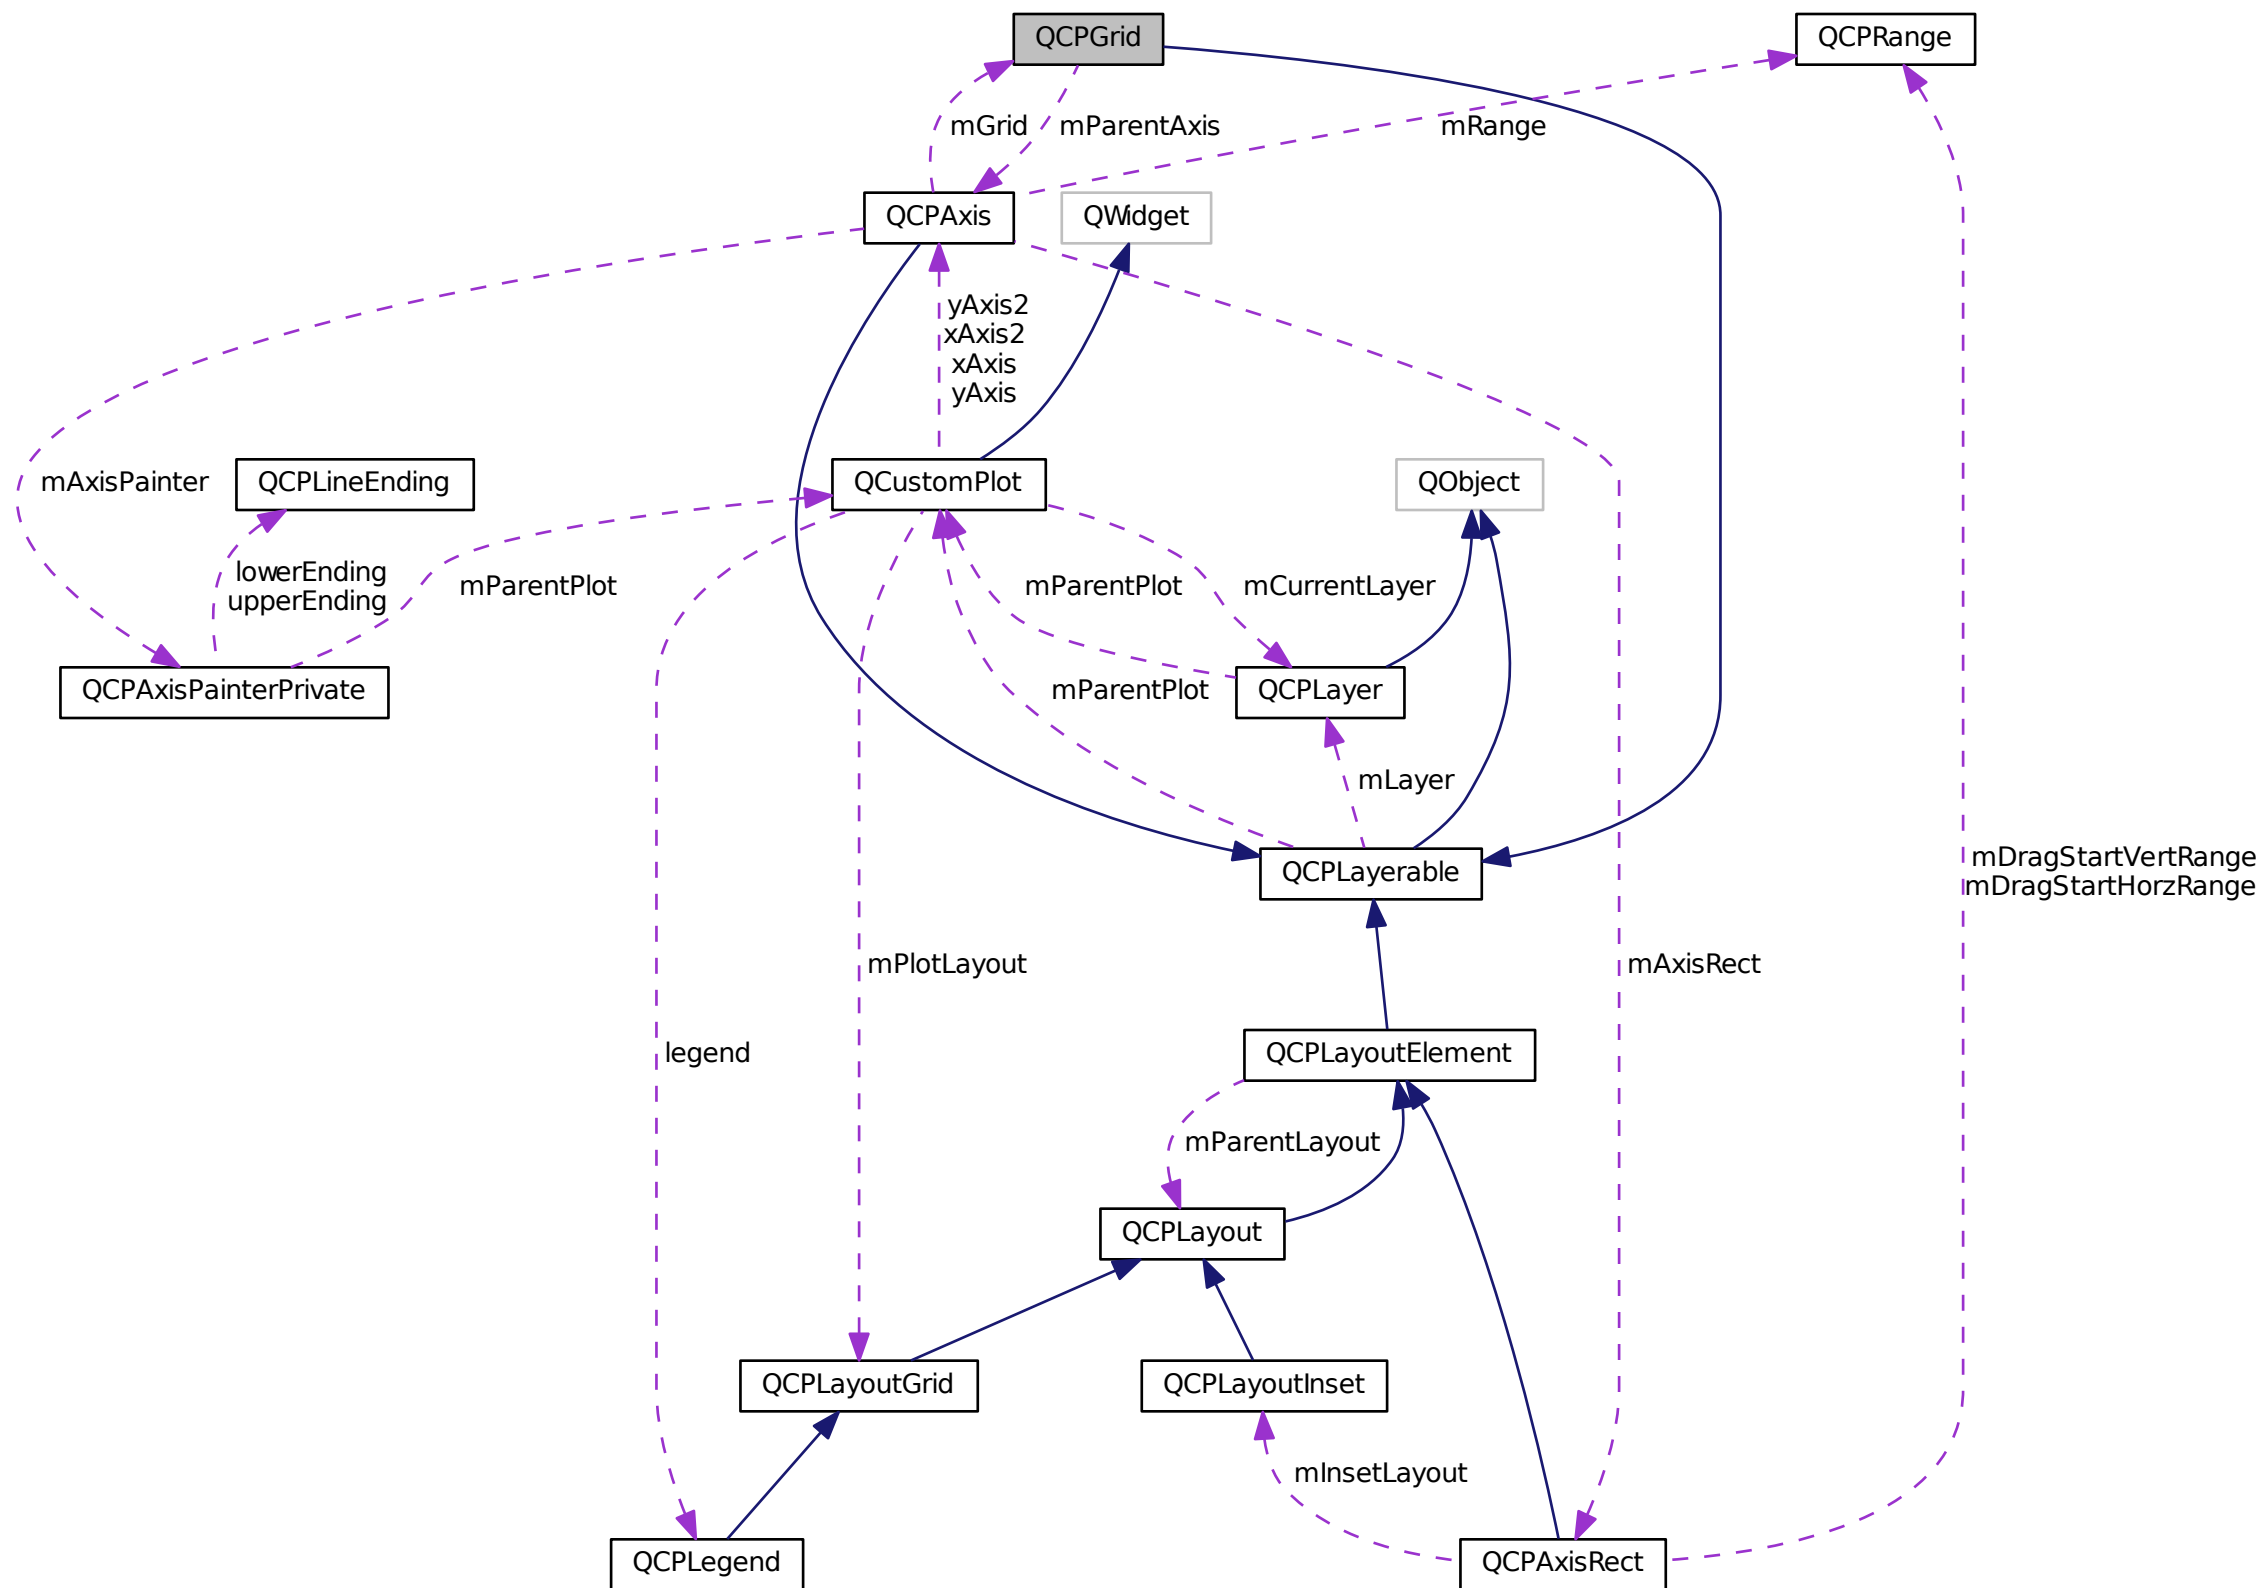 QCPGrid
QCPRange
mGrid
mParentAxis
mRange
QCPAxis
QWidget
yAxis2
xAxis2
xAxis
yAxis
mAxisPainter
QCPLineEnding
QCustomPlot
QObject
lowerEnding
upperEnding
mParentPlot
mParentPlot
mCurrentLayer
QCPAxisPainterPrivate
mParentPlot
QCPLayer
mLayer
QCPLayerable
mDragStartVertRange
mDragStartHorzRange
mPlotLayout
mAxisRect
legend
QCPLayoutElement
mParentLayout
QCPLayout
QCPLayoutGrid
QCPLayoutInset
mInsetLayout
QCPLegend
QCPAxisRect